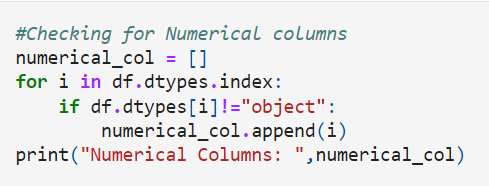 #Checking for Numerical columns
numerical_col = []
for i in df.dtypes.index:
    if df.dtypes[i]!="object":
        numerical_col.append(i)
print("Numerical Columns: ",numerical_col)